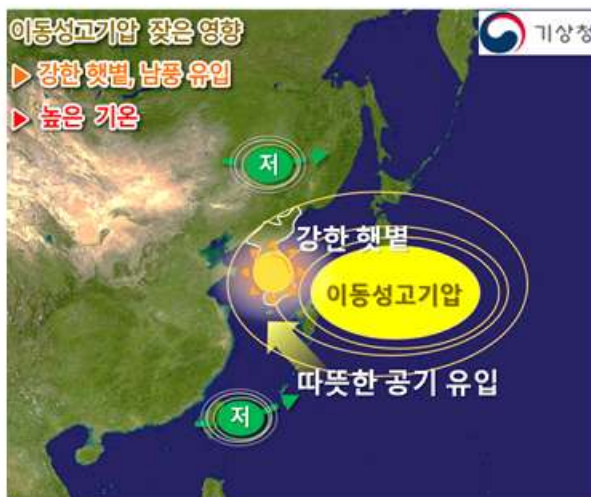 이동성고기압 잦은 영향
기상청
▶ 강한 햇볕, 남풍 유입
▶ 높은 기온
저
강한 햇볕
이동성고기압
따뜻한 공기 유입
저